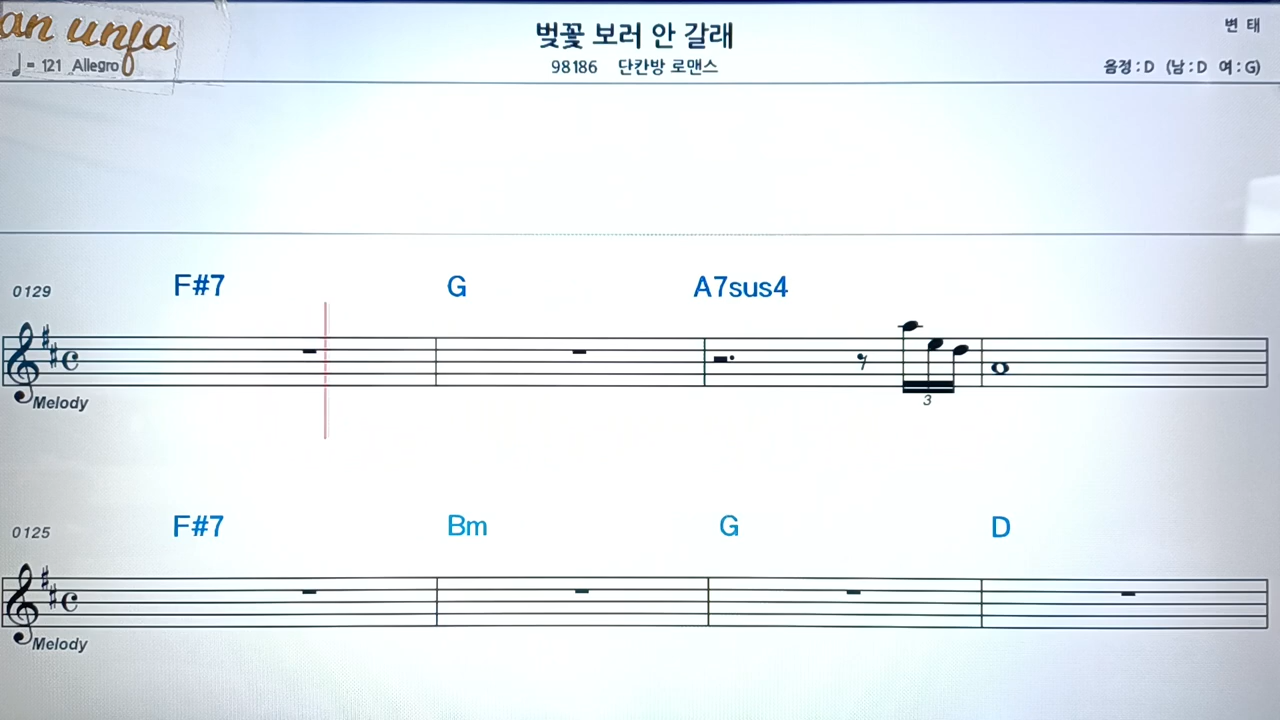 an unja
♩= 121 Allegro
벚꽃 보러 안 갈래
98186 단칸방 로맨스
변 태
음정 : D (남 : D 여 : G)
0129 F#7 G A7sus4
3
Melody
0125 F#7 Bm G D
Melody